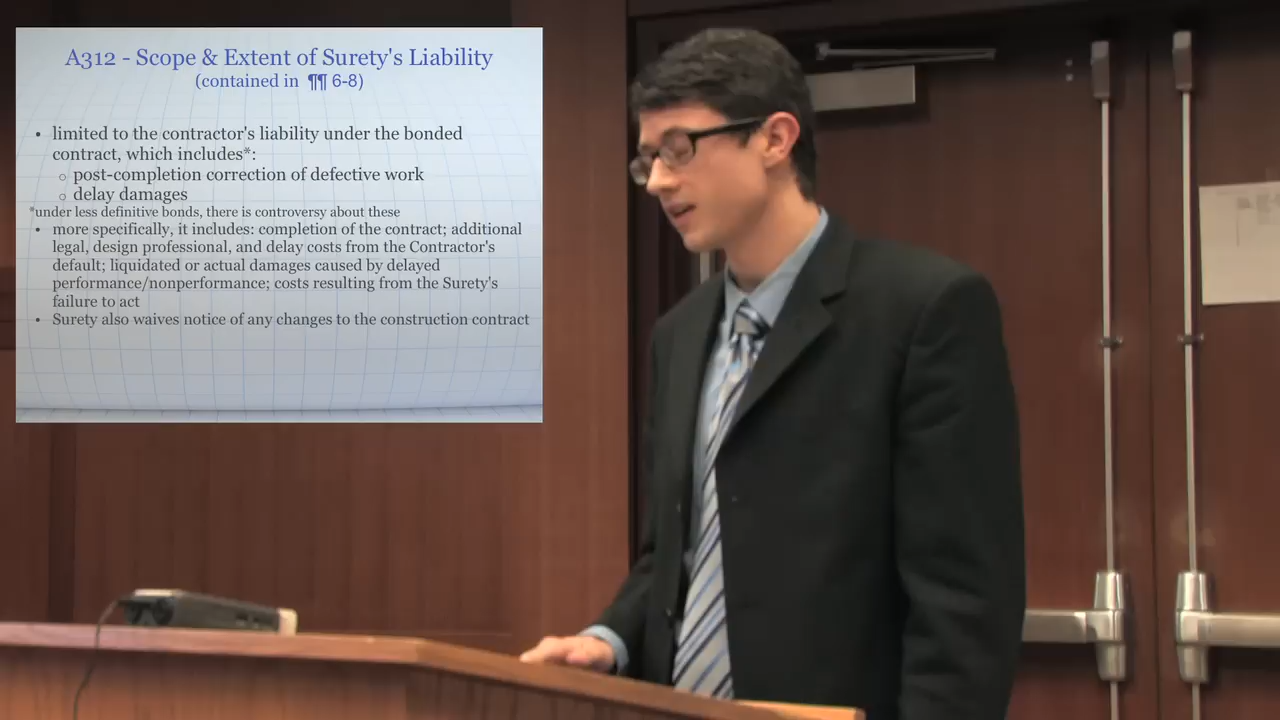 A312 - Scope & Extent of Surety's Liability
(contained in ¶¶ 6-8)
• limited to the contractor's liability under the bonded
contract, which includes*:
○ post-completion correction of defective work
○ delay damages
*under less definitive bonds, there is controversy about these
• more specifically, it includes: completion of the contract; additional
legal, design professional, and delay costs from the Contractor's
default; liquidated or actual damages caused by delayed
performance/nonperformance; costs resulting from the Surety's
failure to act
• Surety also waives notice of any changes to the construction contract